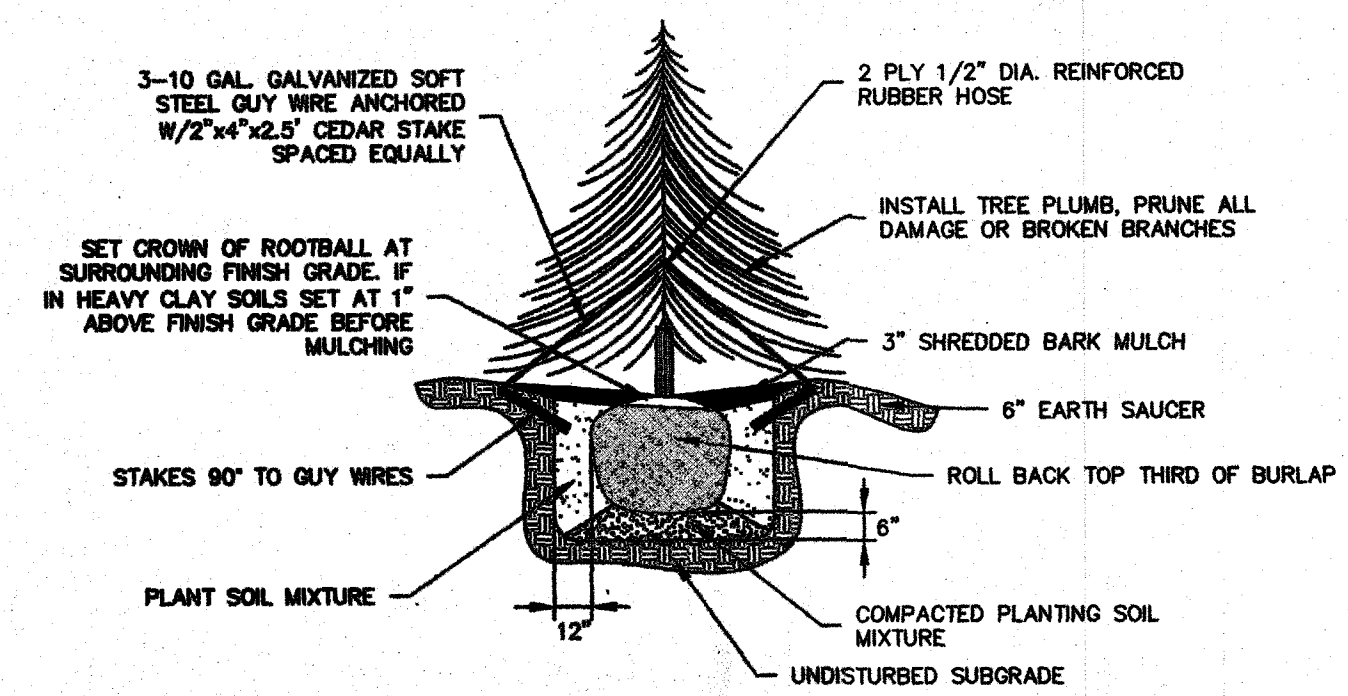 3-10 GAL. GALVANIZED SOFT
STEEL GUY WIRE ANCHORED
W/2"x4"x2.5' CEDAR STAKE
SPACED EQUALLY
2 PLY 1/2" DIA. REINFORCED
RUBBER HOSE
INSTALL TREE PLUMB, PRUNE ALL
DAMAGE OR BROKEN BRANCHES
SET CROWN OF ROOTBALL AT
SURROUNDING FINISH GRADE. IF
IN HEAVY CLAY SOILS SET AT 1"
ABOVE FINISH GRADE BEFORE
MULCHING
3" SHREDDED BARK MULCH
6" EARTH SAUCER
STAKES 90° TO GUY WIRES
ROLL BACK TOP THIRD OF BURLAP
6"
PLANT SOIL MIXTURE
12"
COMPACTED PLANTING SOIL
MIXTURE
UNDISTURBED SUBGRADE